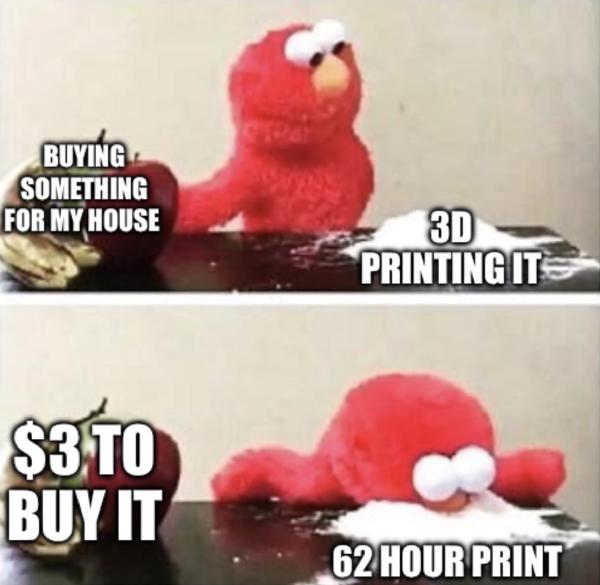 BUYING
SOMETHING
FOR MY HOUSE
3D
PRINTING IT
$3 TO
BUY IT
62 HOUR PRINT